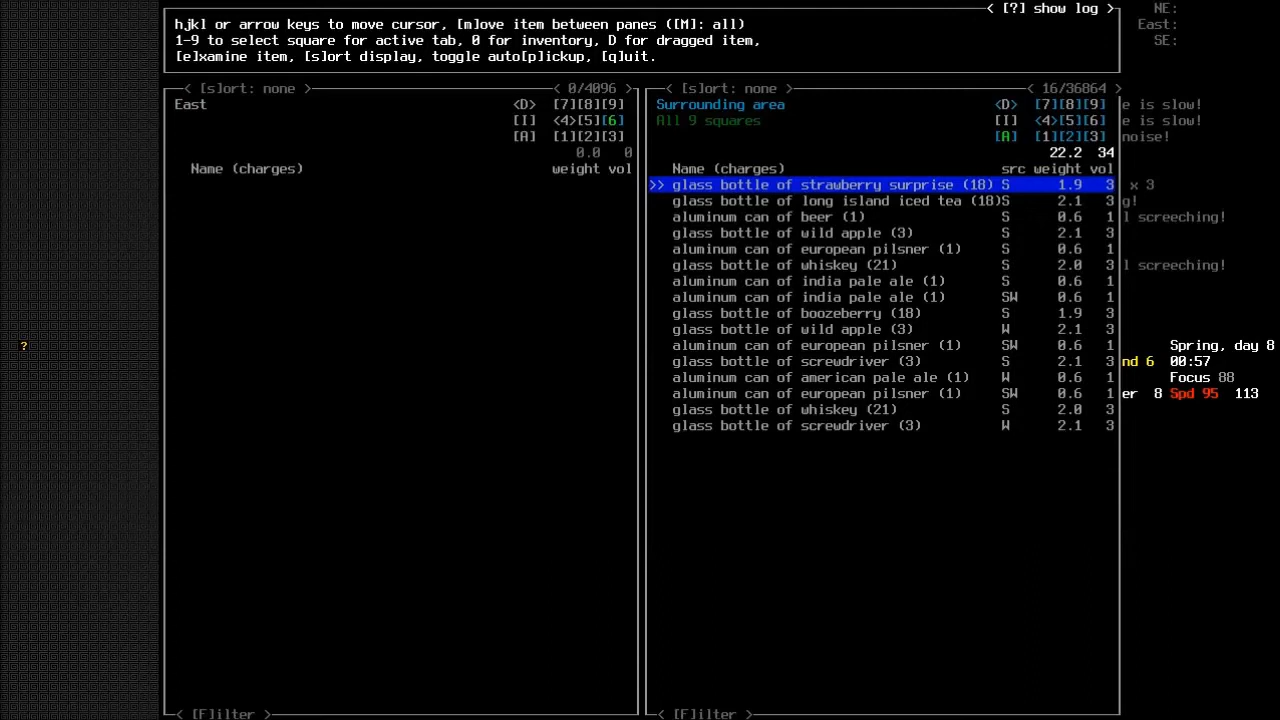 < [?] show log >
NE:
hjkl or arrow keys to move cursor, [m]ove item between panes ([M]: all)
East:
1-9 to select square for active tab, 0 for inventory, D for dragged item,
SE:
[e]xamine item, [s]ort display, toggle auto[p]ickup, [q]uit.
< [s]ort: none > < 0/4096 >
< [s]ort: none > < 16/36864 >
East <D> [7][8][9]
Surrounding area <D> [7][8][9]
e is slow!
[I] <4>[5][6]
All 9 squares [I] <4>[5][6]
e is slow!
[A] [1][2][3]
[A] [1][2][3]
noise!
0.0 0
22.2 34
Name (charges) weight vol
Name (charges) src weight vol
>> glass bottle of strawberry surprise (18) S 1.9 3
x 3
glass bottle of long island iced tea (18)S 2.1 3
g!
aluminum can of beer (1) S 0.6 1
l screeching!
glass bottle of wild apple (3) S 2.1 3
aluminum can of european pilsner (1) S 0.6 1
glass bottle of whiskey (21) S 2.0 3
l screeching!
aluminum can of india pale ale (1) S 0.6 1
aluminum can of india pale ale (1) SW 0.6 1
glass bottle of boozeberry (18) S 1.9 3
glass bottle of wild apple (3) W 2.1 3
?
aluminum can of european pilsner (1) SW 0.6 1
Spring, day 8
glass bottle of screwdriver (3) S 2.1 3
nd 6 00:57
aluminum can of american pale ale (1) W 0.6 1
Focus 88
aluminum can of european pilsner (1) SW 0.6 1
er 8 Spd 95 113
glass bottle of whiskey (21) S 2.0 3
glass bottle of screwdriver (3) W 2.1 3
< [F]ilter >
< [F]ilter >